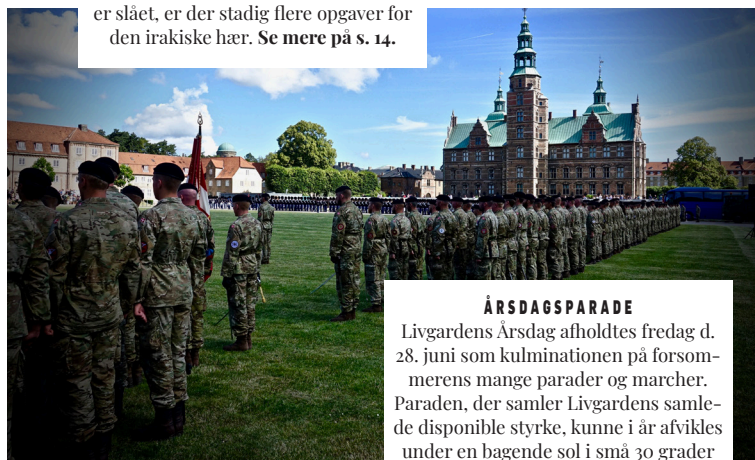 er slået, er der stadig flere opgaver for
den irakiske hær. Se mere på s. 14.
ÅRSDAGSPARADE
Livgardens Årsdag afholdtes fredag d.
28. juni som kulminationen på forsom-
merens mange parader og marcher.
Paraden, der samler Livgardens samle-
de disponible styrke, kunne i år afvikles
under en bagende sol i små 30 grader